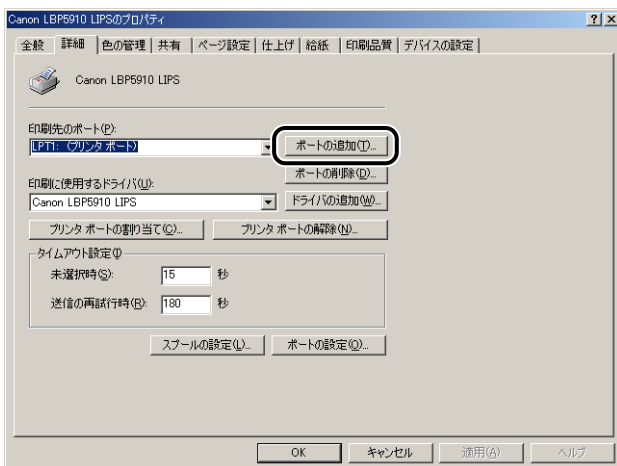 Canon LBP5910 LIPSのプロパティ
全般 詳細 色の管理 共有 ページ設定 仕上げ 給紙 印刷品質 デバイスの設定
Canon LBP5910 LIPS
印刷先のポート(P):
LPT1: (プリンタ ポート)
ポートの追加(T)...
ポートの削除(D)...
印刷に使用するドライバ(U):
Canon LBP5910 LIPS
ドライバの追加(W)...
プリンタ ポートの割り当て(C)... プリンタ ポートの解除(N)...
タイムアウト設定(I)
未選択時(S): 15 秒
送信の再試行時(R): 180 秒
スプールの設定(L)... ポートの設定(O)...
OK キャンセル 適用(A) ヘルプ